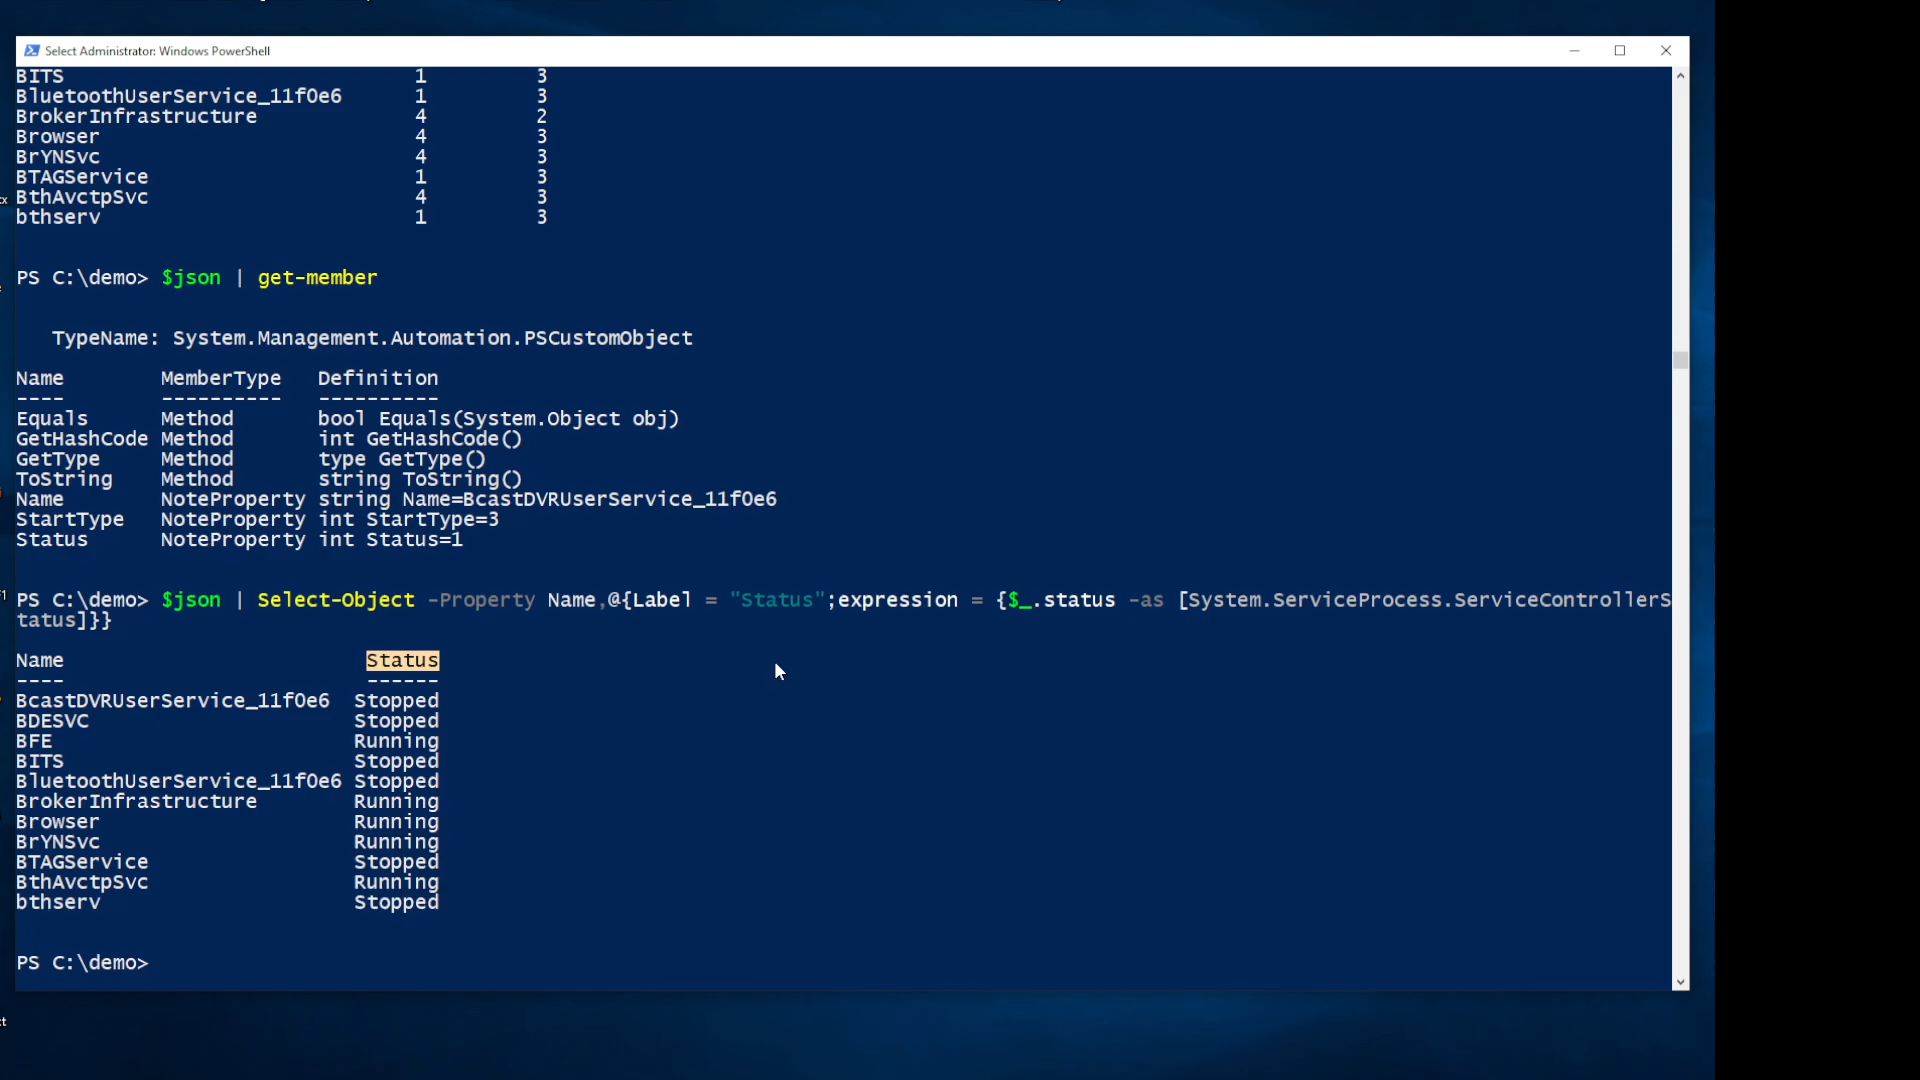 Select Administrator: Windows PowerShell
BITS 1 3
BluetoothUserService_11f0e6 1 3
BrokerInfrastructure 4 2
Browser 4 3
BrYNSvc 4 3
BTAGService 1 3
BthAvctpSvc 4 3
bthserv 1 3
PS C:\demo> $json | get-member
TypeName: System.Management.Automation.PSCustomObject
Name MemberType Definition
---- ---------- ----------
Equals Method bool Equals(System.Object obj)
GetHashCode Method int GetHashCode()
GetType Method type GetType()
ToString Method string ToString()
Name NoteProperty string Name=BcastDVRUserService_11f0e6
StartType NoteProperty int StartType=3
Status NoteProperty int Status=1
PS C:\demo> $json | Select-Object -Property Name,@{Label = "Status";expression = {$_.status -as [System.ServiceProcess.ServiceControllerS
tatus]}}
Name Status
---- ------
BcastDVRUserService_11f0e6 Stopped
BDESVC Stopped
BFE Running
BITS Stopped
BluetoothUserService_11f0e6 Stopped
BrokerInfrastructure Running
Browser Running
BrYNSvc Running
BTAGService Stopped
BthAvctpSvc Running
bthserv Stopped
PS C:\demo>